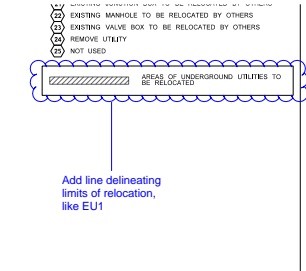 22 EXISTING MANHOLE TO BE RELOCATED BY OTHERS
23 EXISTING VALVE BOX TO BE RELOCATED BY OTHERS
24 REMOVE UTILITY
25 NOT USED
AREAS OF UNDERGROUND UTILITIES TO
BE RELOCATED
Add line delineating
limits of relocation,
like EU1